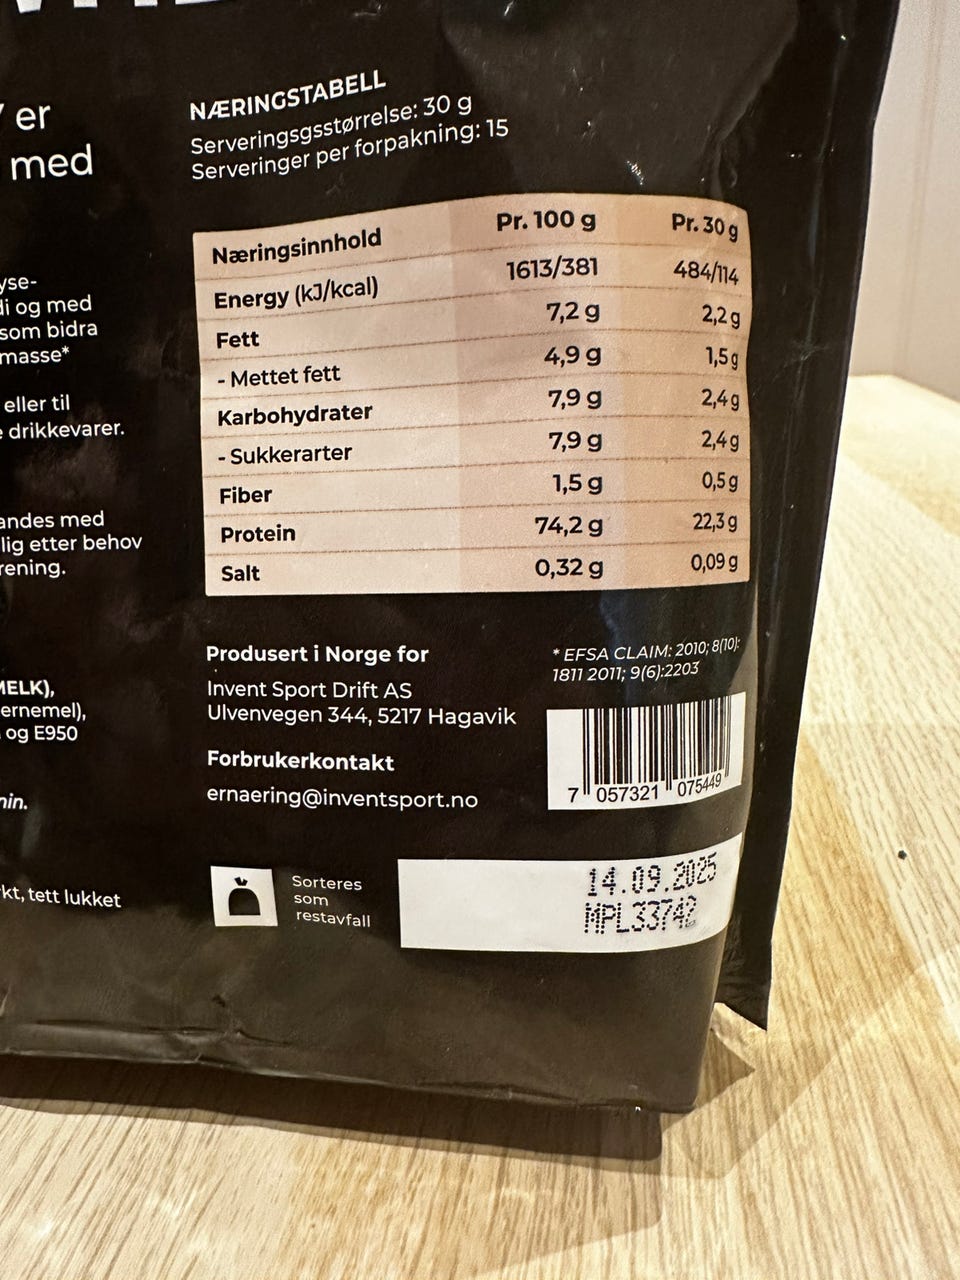 er
med
yse-
di og med
som bidra
masse*
eller til
drikkevarer.
andes med
lig etter behov
rening.
MELK),
ernemel),
og E950
min.
kt, tett lukket
NÆRINGSTABELL
Serveringsgsstørrelse: 30 g
Serveringer per forpakning: 15
Næringsinnhold Pr. 100 g Pr. 30 g
Energy (kJ/kcal) 1613/381 484/114
Fett 7,2 g 2,2 g
- Mettet fett 4,9 g 1,5 g
Karbohydrater 7,9 g 2,4 g
- Sukkerarter 7,9 g 2,4 g
Fiber 1,5 g 0,5 g
Protein 74,2 g 22,3 g
Salt 0,32 g 0,09 g
Produsert i Norge for
Invent Sport Drift AS
Ulvenvegen 344, 5217 Hagavik
Forbrukerkontakt
ernaering@inventsport.no
* EFSA CLAIM: 2010; 8(10):
1811 2011; 9(6):2203
7 057321 075449
Sorteres
som
restavfall
14.09.2025
MPL33742